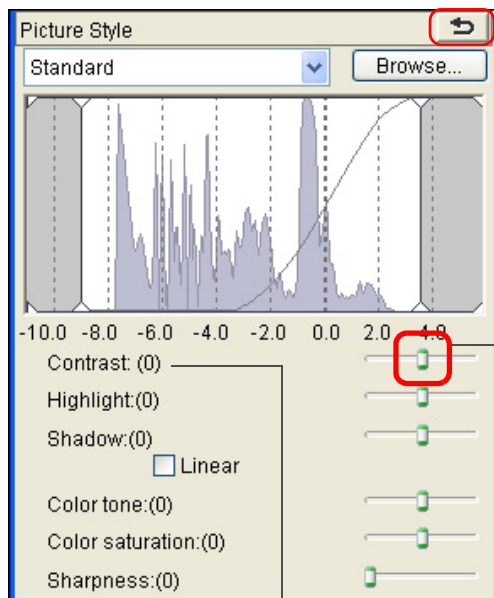 Picture Style
Standard
Browse...
-10.0 -8.0 -6.0 -4.0 -2.0 0.0 2.0 4.0
Contrast: (0)
Highlight:(0)
Shadow:(0)
Linear
Color tone:(0)
Color saturation:(0)
Sharpness:(0)